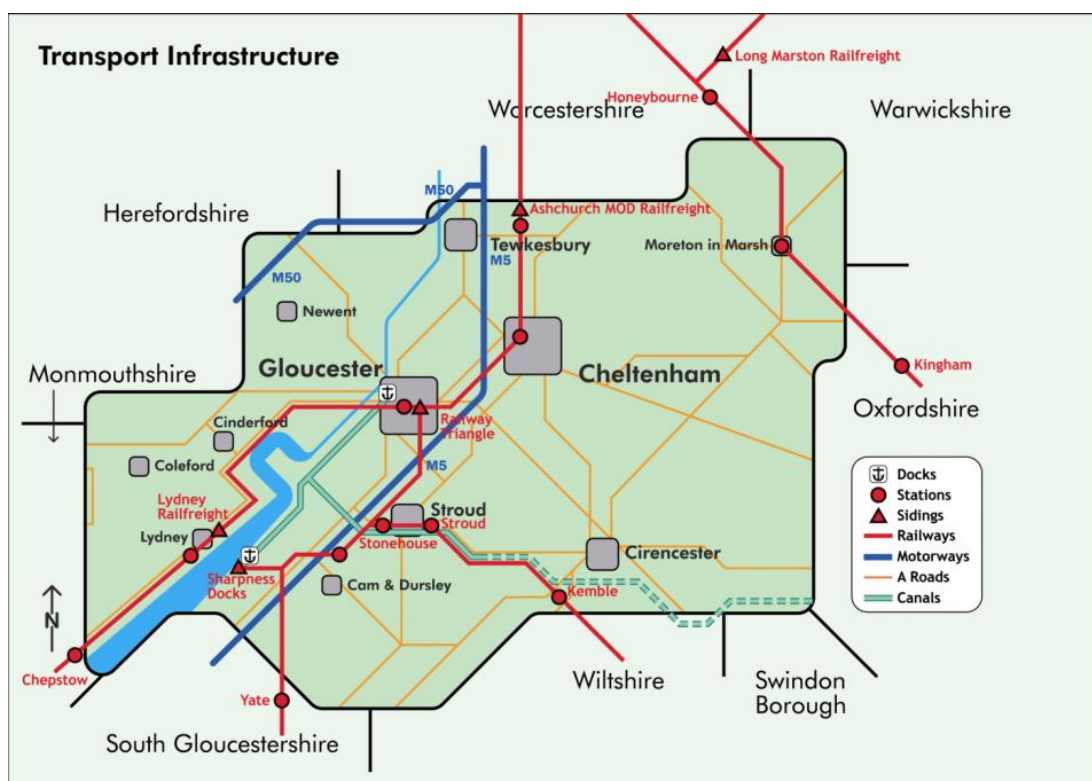 Transport Infrastructure
Long Marston Railfreight
Honeybourne
Worcestershire
Warwickshire
M50
Herefordshire
Ashchurch MOD Railfreight
Tewkesbury
Moreton in Marsh
M5
M50
Newent
Gloucester
Cheltenham
Kingham
Monmouthshire
Oxfordshire
Cinderford
Railway
Triangle
Coleford
M5
Docks
Stations
Sidings
Railways
Motorways
A Roads
Canals
Lydney
Railfreight
Stroud
Stroud
Lydney
Stonehouse
Cirencester
Sharpness
Docks
Cam & Dursley
Kemble
N
Chepstow
Wiltshire
Swindon
Borough
Yate
South Gloucestershire